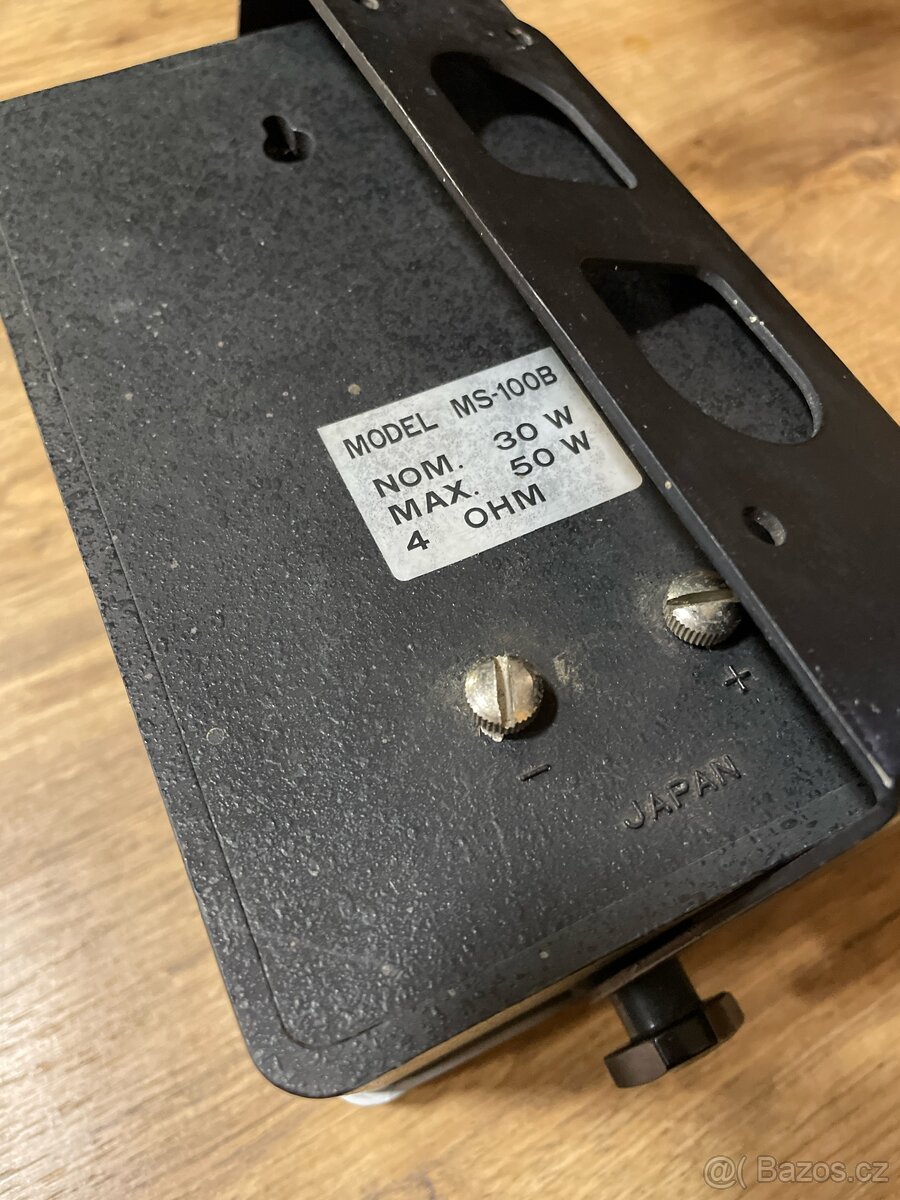 MODEL MS-100B
NOM. 30 W
MAX. 50 W
4 OHM
+
−
JAPAN
@( Bazos.cz